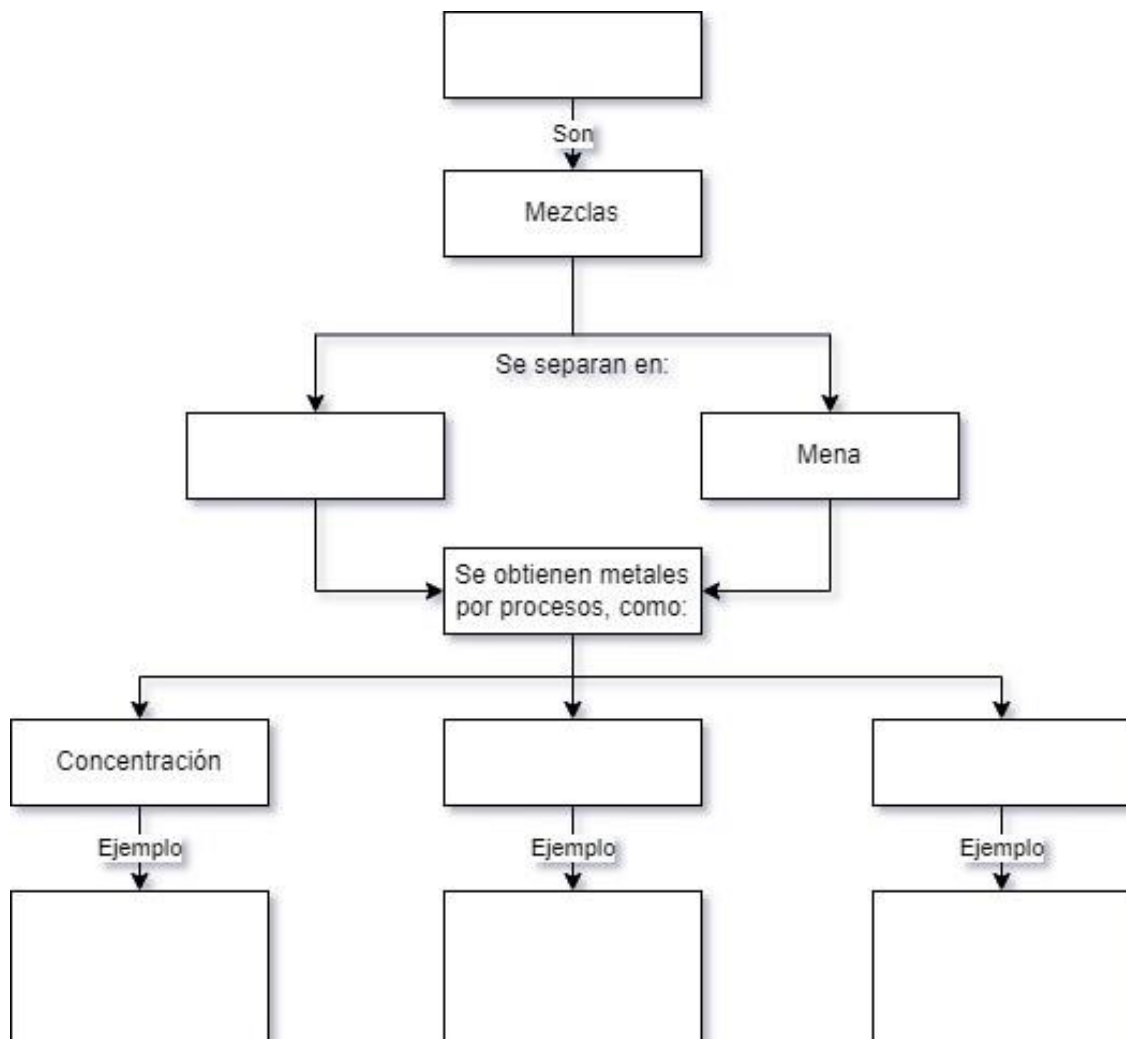 Son
Mezclas
Se separan en:
Mena
Se obtienen metales
por procesos, como:
Concentración
Ejemplo
Ejemplo
Ejemplo